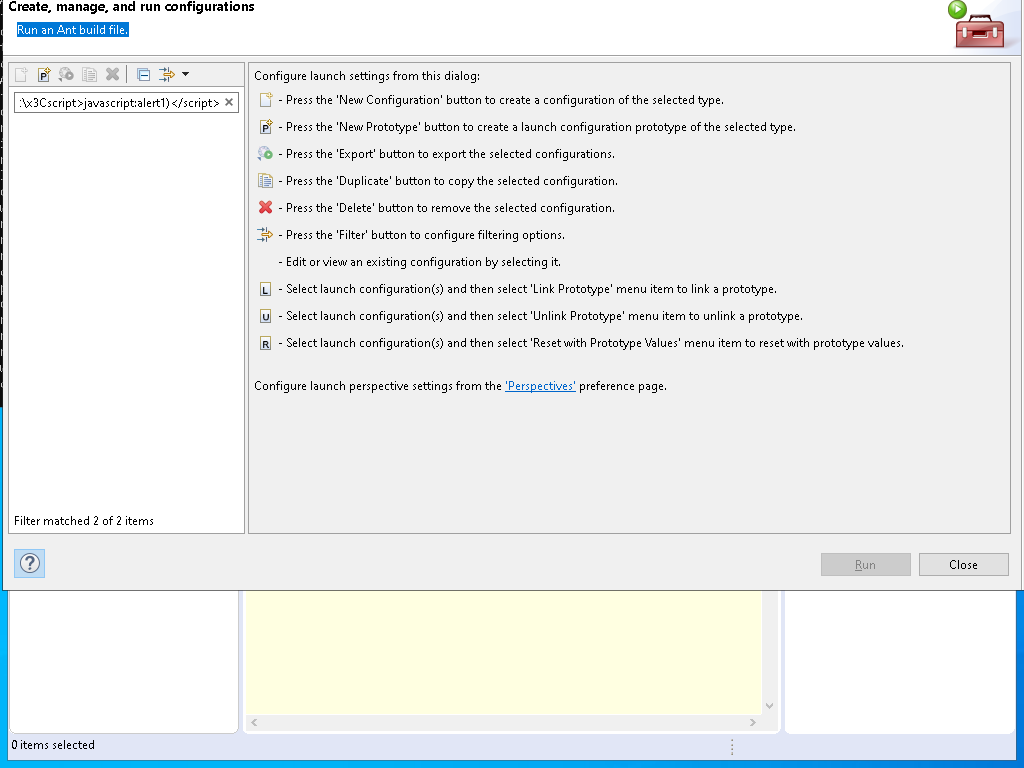 Create, manage, and run configurations
Run an Ant build file.
:\x3Cscript>javascript:alert1)</script>
Filter matched 2 of 2 items
Configure launch settings from this dialog:
- Press the 'New Configuration' button to create a configuration of the selected type.
P
- Press the 'New Prototype' button to create a launch configuration prototype of the selected type.
- Press the 'Export' button to export the selected configurations.
- Press the 'Duplicate' button to copy the selected configuration.
- Press the 'Delete' button to remove the selected configuration.
- Press the 'Filter' button to configure filtering options.
- Edit or view an existing configuration by selecting it.
L - Select launch configuration(s) and then select 'Link Prototype' menu item to link a prototype.
U - Select launch configuration(s) and then select 'Unlink Prototype' menu item to unlink a prototype.
R - Select launch configuration(s) and then select 'Reset with Prototype Values' menu item to reset with prototype values.
Configure launch perspective settings from the 'Perspectives' preference page.
?
Run
Close
0 items selected